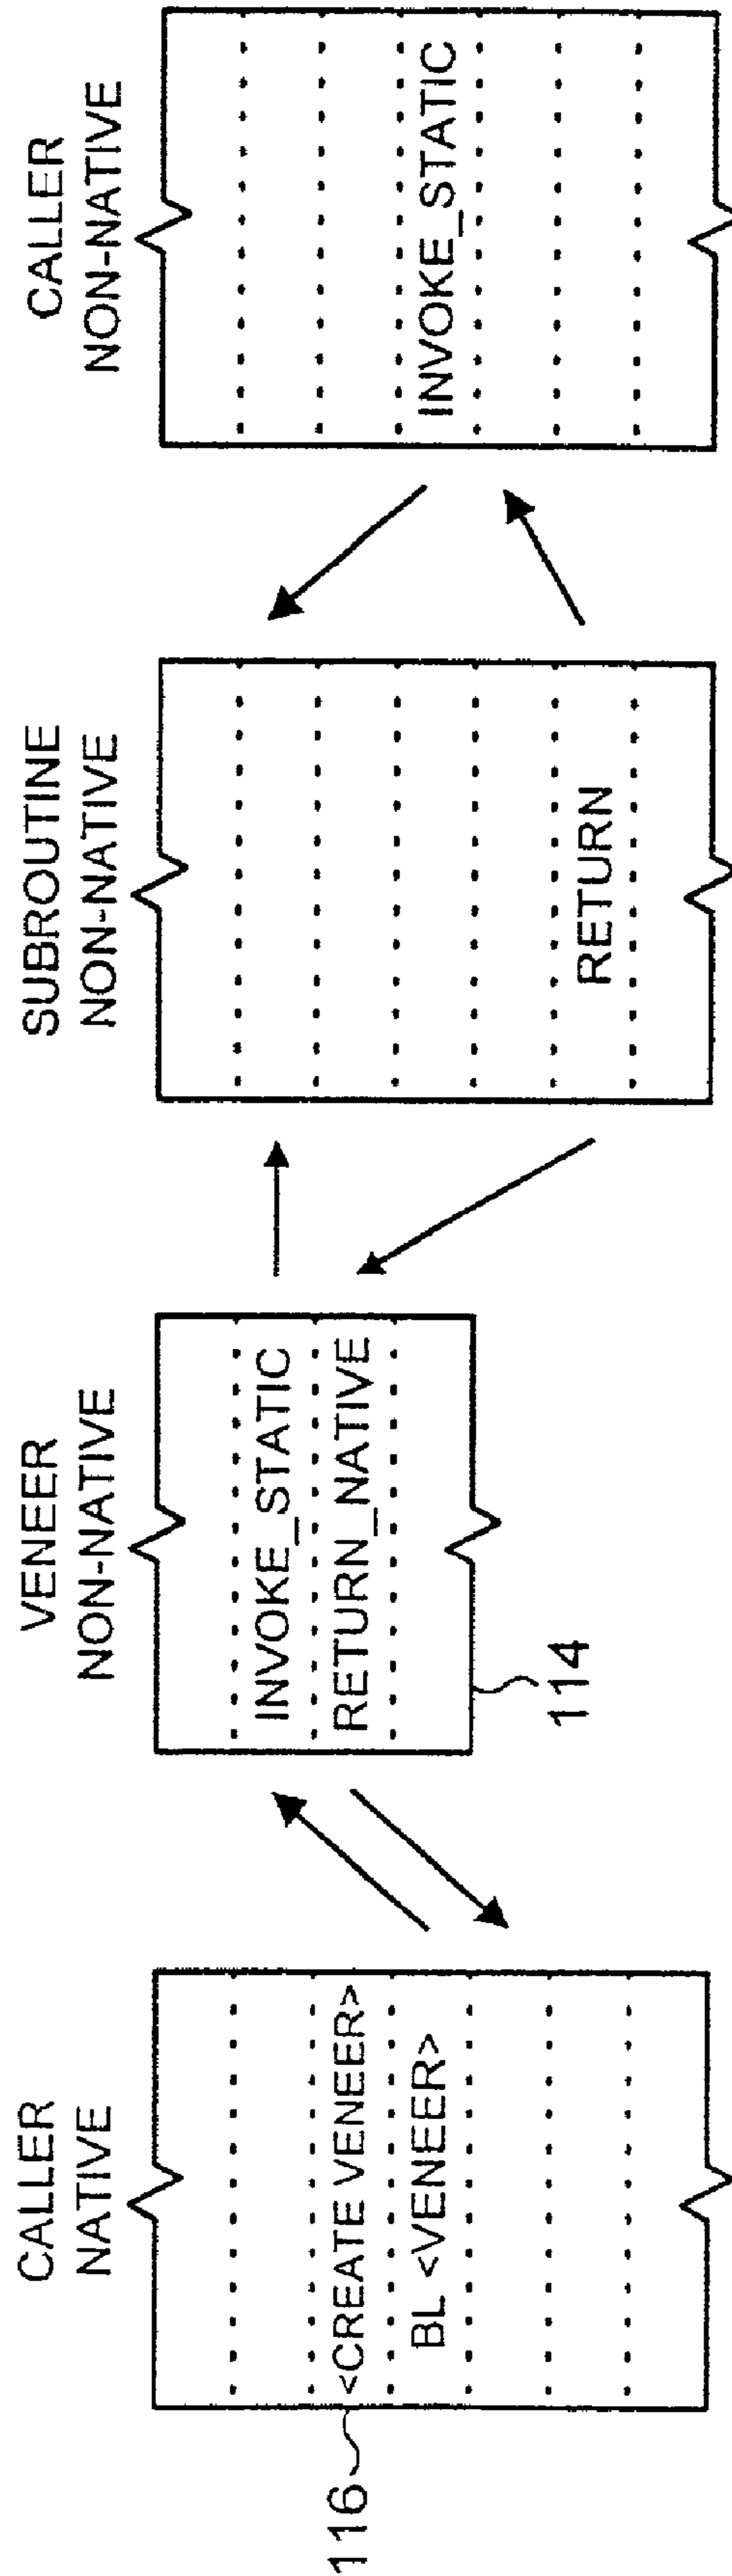 CALLER
NATIVE
<CREATE VENEER>
BL <VENEER>
116
VENEER
NON-NATIVE
INVOKE_STATIC
RETURN_NATIVE
114
SUBROUTINE
NON-NATIVE
RETURN
CALLER
NON-NATIVE
INVOKE_STATIC